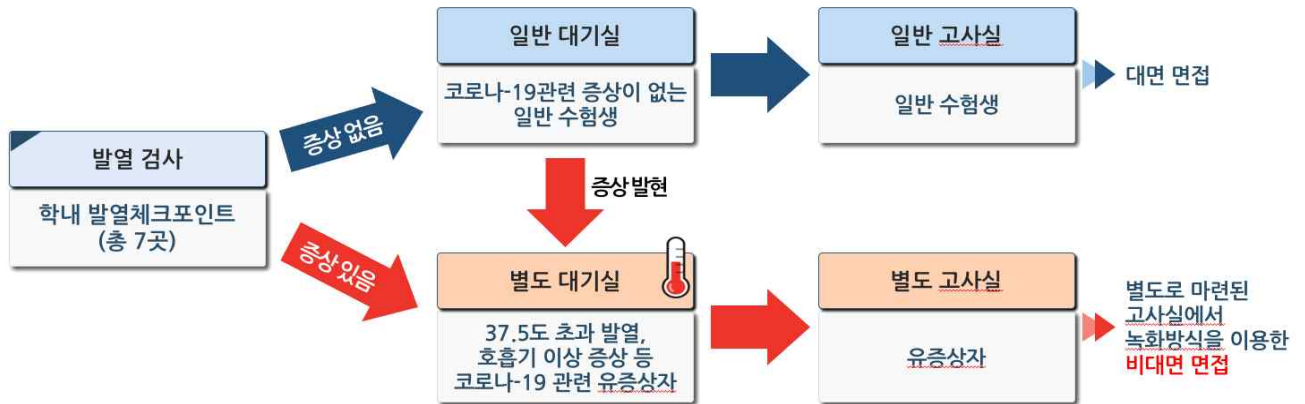 발열 검사
학내 발열체크포인트
(총 7곳)
증상 없음
증상 있음
일반 대기실
코로나-19관련 증상이 없는
일반 수험생
증상 발현
별도 대기실
37.5도 초과 발열,
호흡기 이상 증상 등
코로나-19 관련 유증상자
일반 고사실
일반 수험생
대면 면접
별도 고사실
유증상자
별도로 마련된
고사실에서
녹화방식을 이용한
비대면 면접